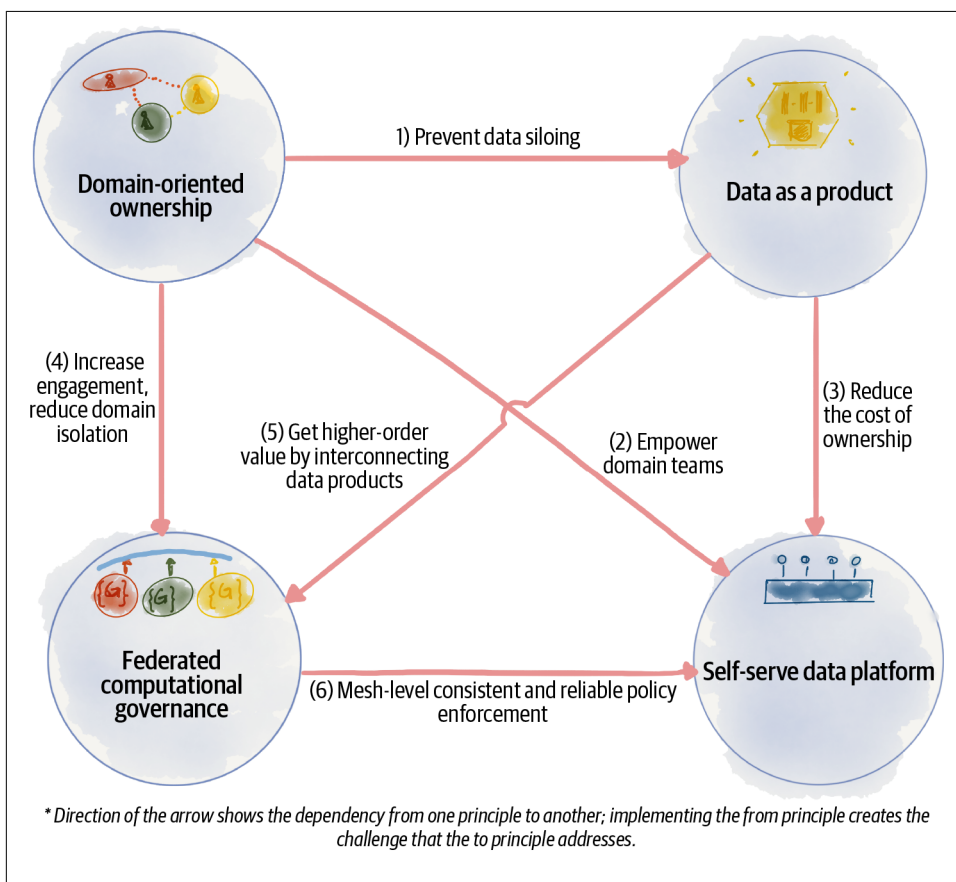 Domain-oriented
ownership
1) Prevent data siloing
Data as a product
(4) Increase
engagement,
reduce domain
isolation
(5) Get higher-order
value by interconnecting
data products
(2) Empower
domain teams
(3) Reduce
the cost of
ownership
{G}
{G}
{G}
Federated
computational
governance
(6) Mesh-level consistent and reliable policy
enforcement
Self-serve data platform
* Direction of the arrow shows the dependency from one principle to another; implementing the from principle creates the
challenge that the to principle addresses.